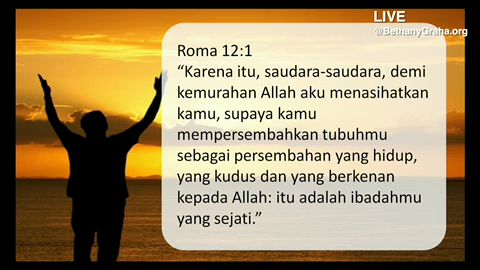 LIVE
@BethanyGraha.org
Roma 12:1
“Karena itu, saudara-saudara, demi
kemurahan Allah aku menasihatkan
kamu, supaya kamu
mempersembahkan tubuhmu
sebagai persembahan yang hidup,
yang kudus dan yang berkenan
kepada Allah: itu adalah ibadahmu
yang sejati.”